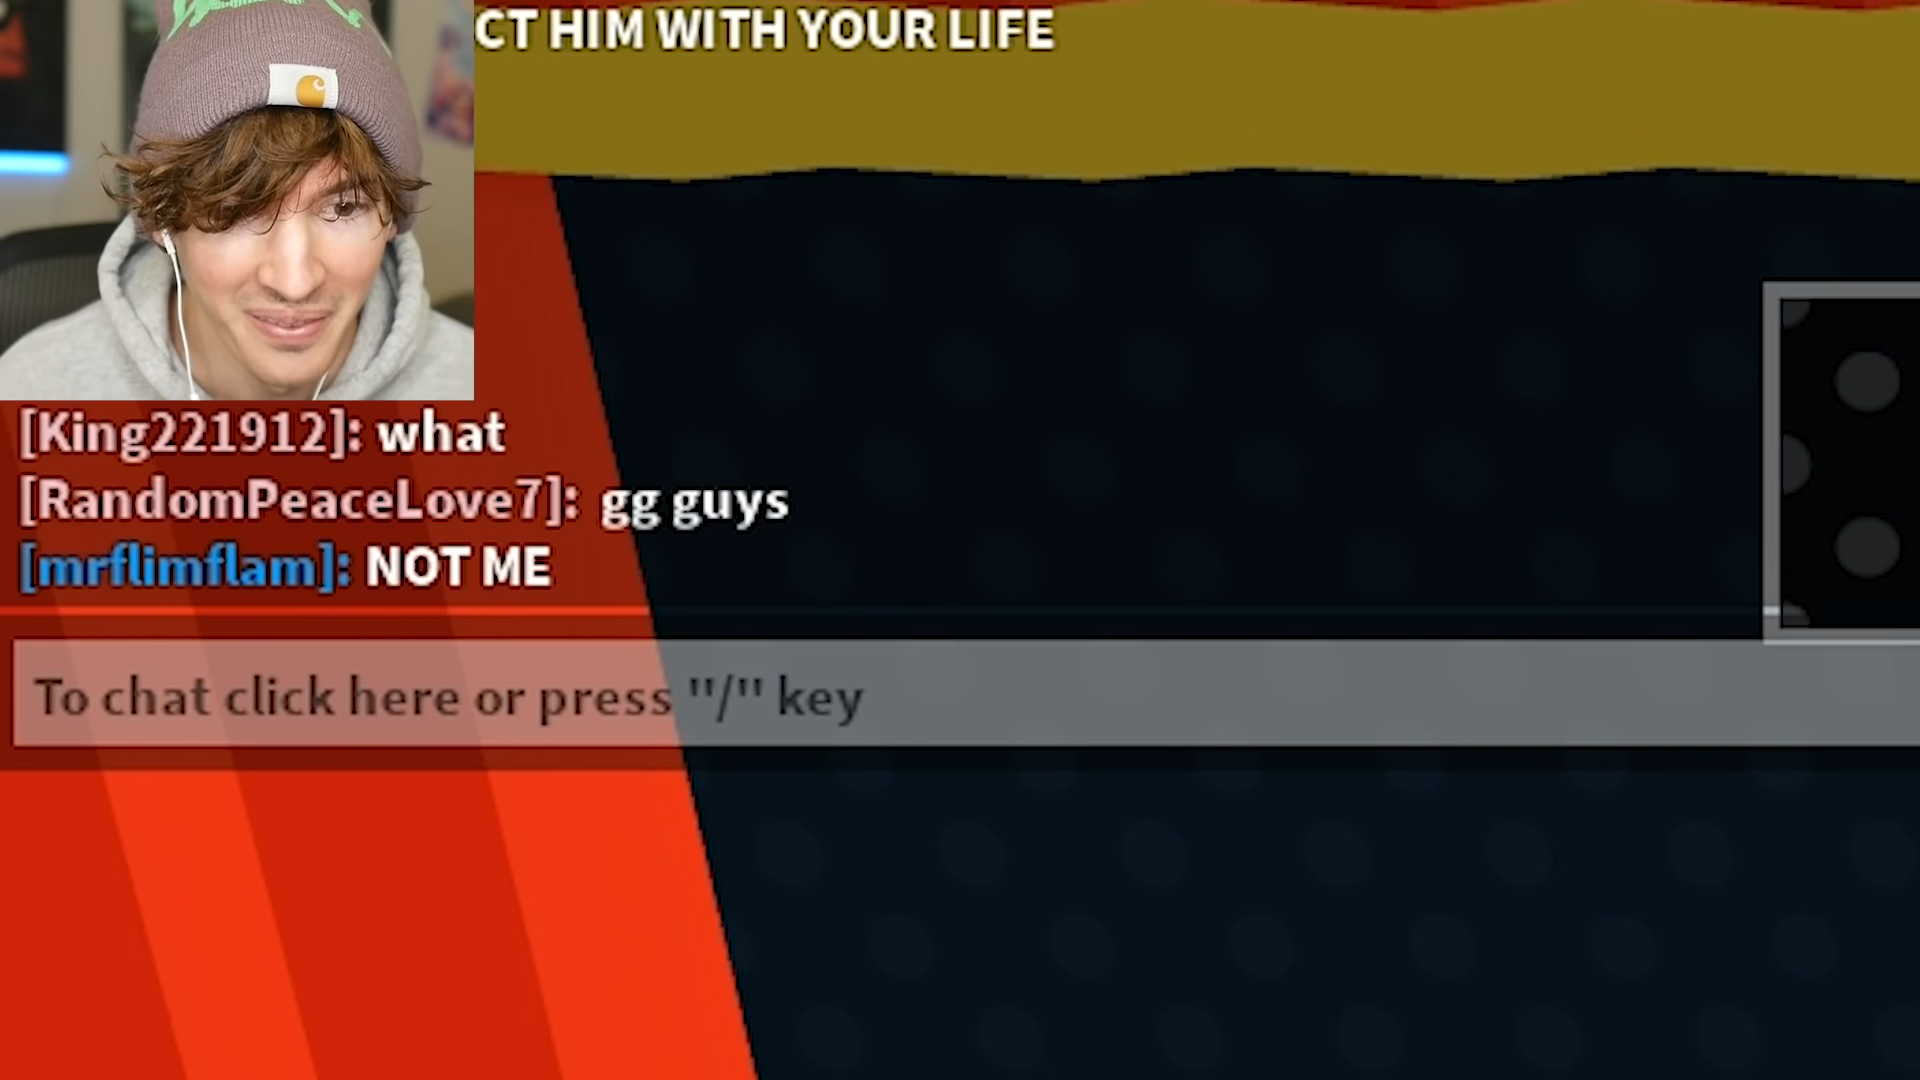 CT HIM WITH YOUR LIFE
[King221912]: what
[RandomPeaceLove7]: gg guys
[mrflimflam]: NOT ME
To chat click here or press "/" key